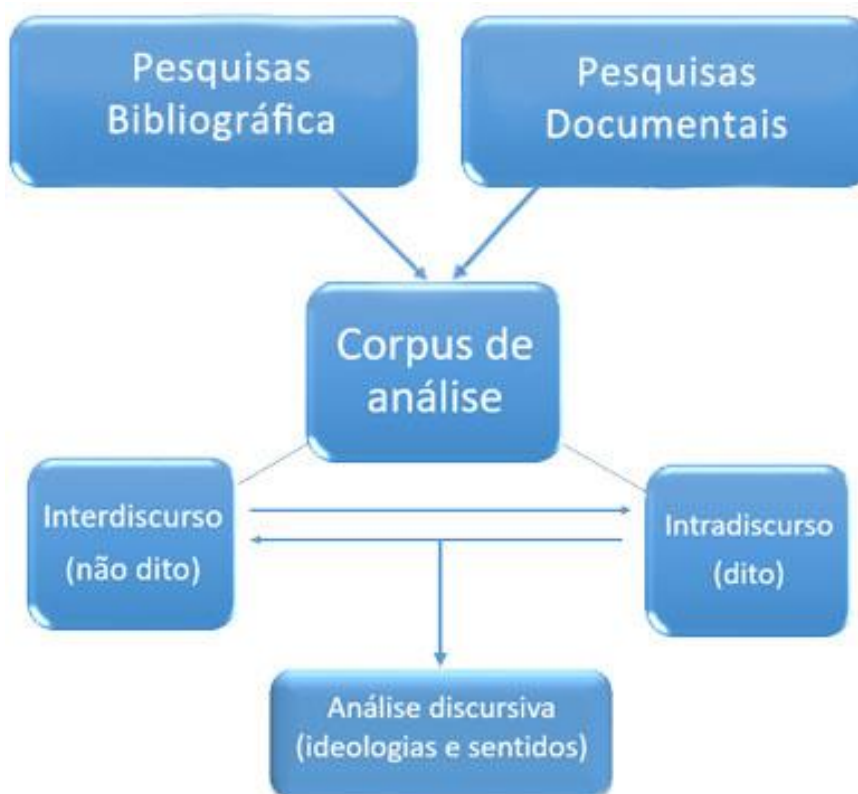 Pesquisas
Bibliográfica
Pesquisas
Documentais
Corpus de
análise
Interdiscurso
(não dito)
Intradiscurso
(dito)
Análise discursiva
(ideologias e sentidos)